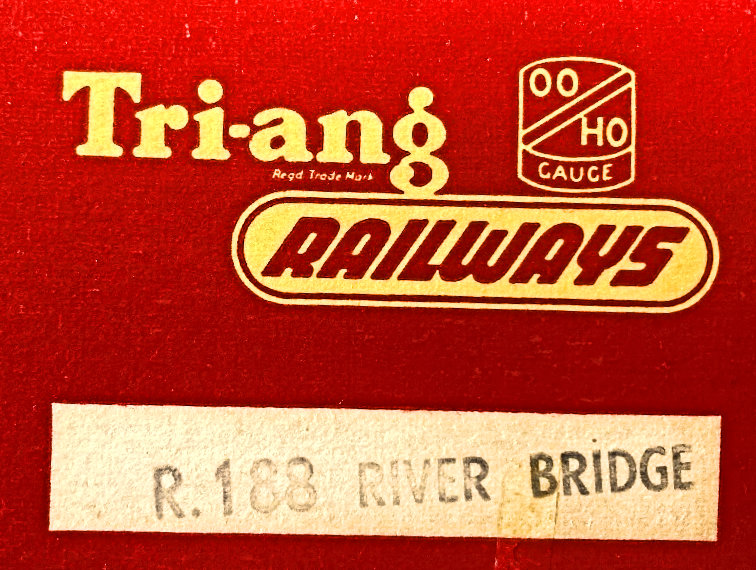 Tri-ang
OO
HO
GAUGE
Regd. Trade Mark
RAILWAYS
R.188 RIVER BRIDGE